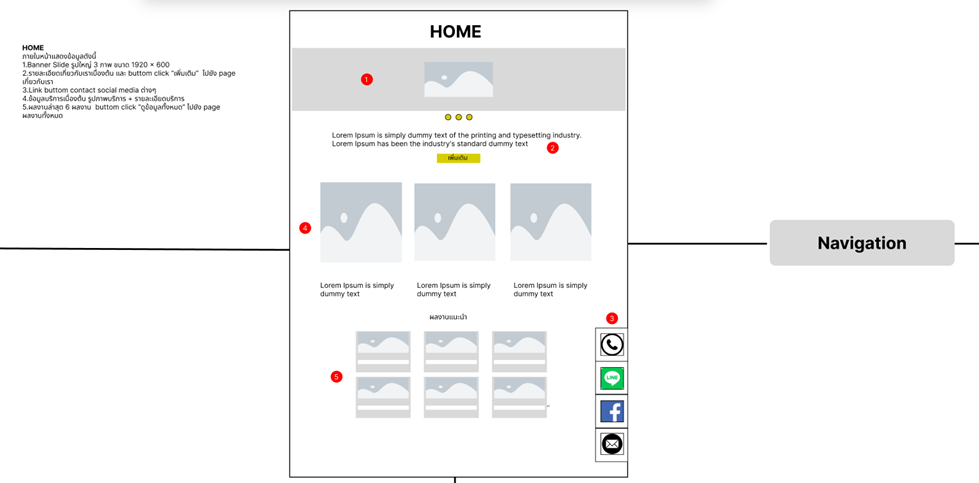 HOME
ภายในหน้าแสดงข้อมูลดังนี้
1.Banner Slide รูปใหญ่ 3 ภาพ ขนาด 1920 x 600
2.รายละเอียดเกี่ยวกับเราเบื้องต้น และ buttom click "เพิ่มเติม" ไปยัง page
เกี่ยวกับเรา
3.Link buttom contact social media ต่างๆ
4.ข้อมูลบริการเบื้องต้น รูปภาพบริการ + รายละเอียดบริการ
5.ผลงานล่าสุด 6 ผลงาน buttom click "ดูข้อมูลทั้งหมด" ไปยัง page
ผลงานทั้งหมด
HOME
1
Lorem Ipsum is simply dummy text of the printing and typesetting industry.
Lorem Ipsum has been the industry's standard dummy text
2
เพิ่มเติม
4
Lorem Ipsum is simply
dummy text
Lorem Ipsum is simply
dummy text
Lorem Ipsum is simply
dummy text
ผลงานแนะนำ
5
3
LINE
f
Navigation